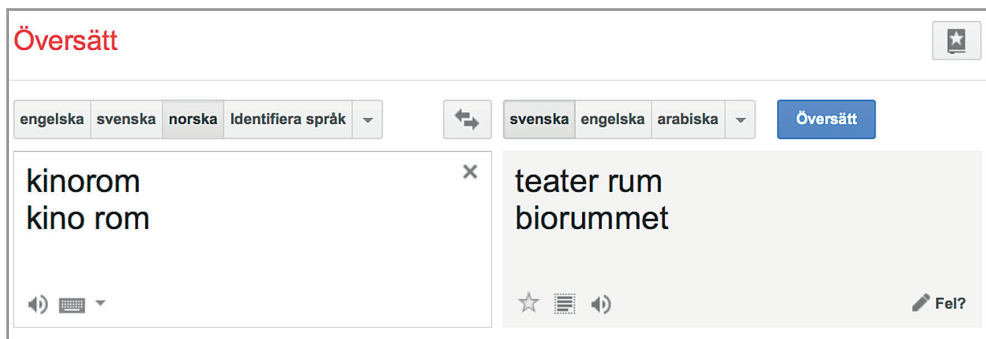 Översätt
engelska svenska norska Identifiera språk
svenska engelska arabiska
Översätt
kinorom
kino rom
teater rum
biorummet
Fel?